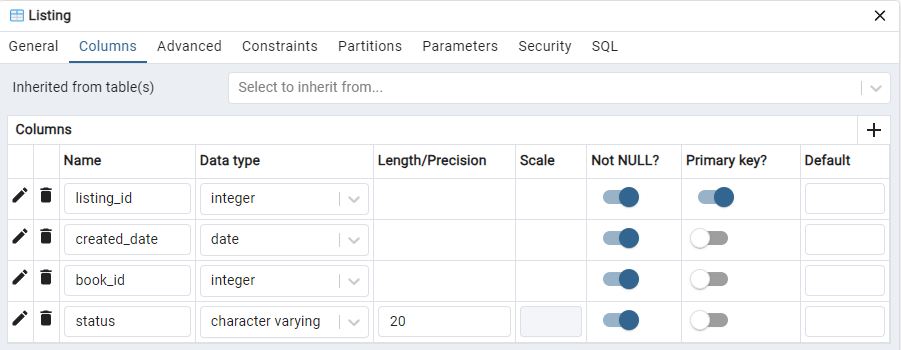 Listing
General Columns Advanced Constraints Partitions Parameters Security SQL
Inherited from table(s) Select to inherit from...
Columns
Name Data type Length/Precision Scale Not NULL? Primary key? Default
listing_id integer
created_date date
book_id integer
status character varying 20